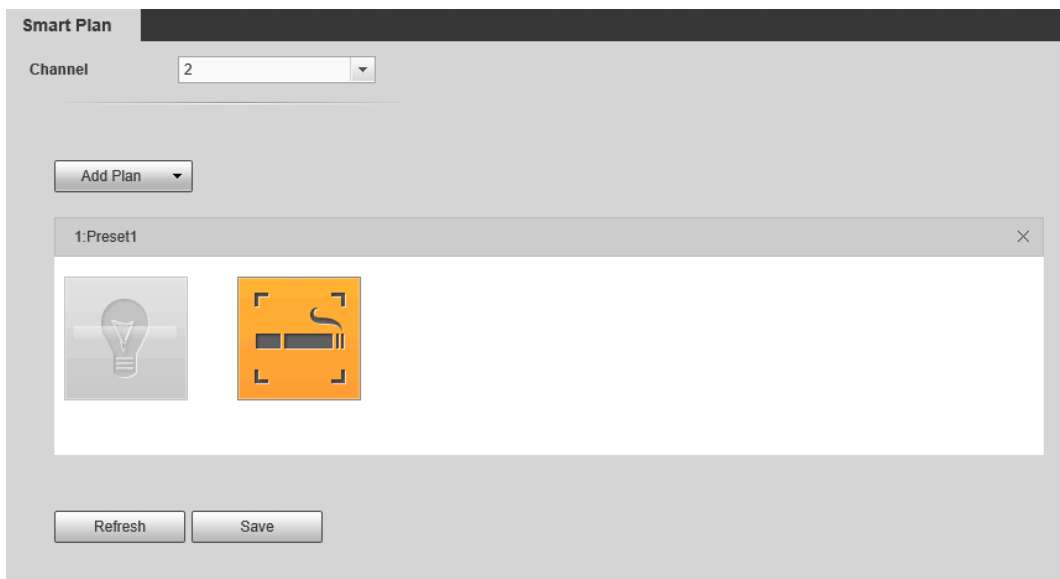 Smart Plan
Channel 2
Add Plan
1:Preset1
Refresh Save